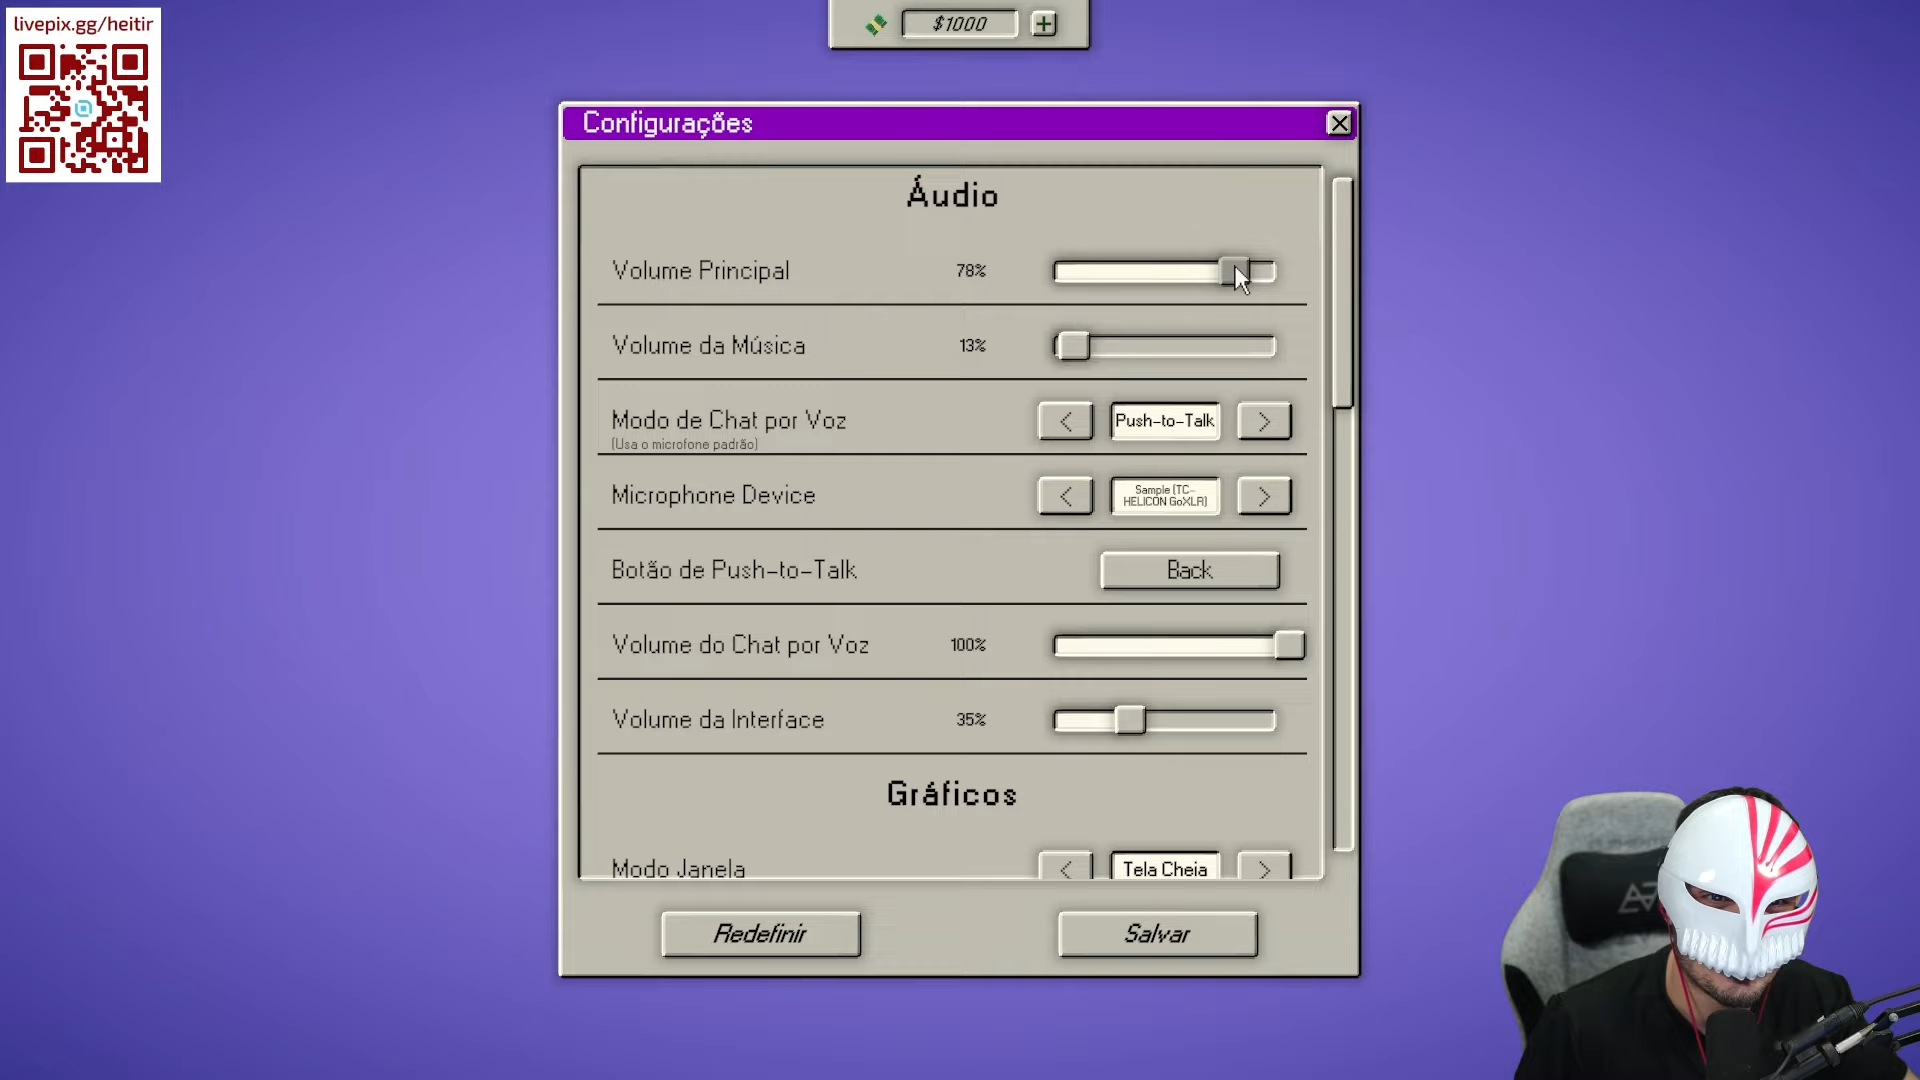 livepix.gg/heitir
$1000
+
Configurações
Áudio
Volume Principal 78%
Volume da Música 13%
Modo de Chat por Voz < Push-to-Talk >
(Usa o microfone padrão)
Microphone Device < Sample (TC-
HELICON GoXLR) >
Botão de Push-to-Talk Back
Volume do Chat por Voz 100%
Volume da Interface 35%
Gráficos
Modo Janela < Tela Cheia >
Redefinir Salvar